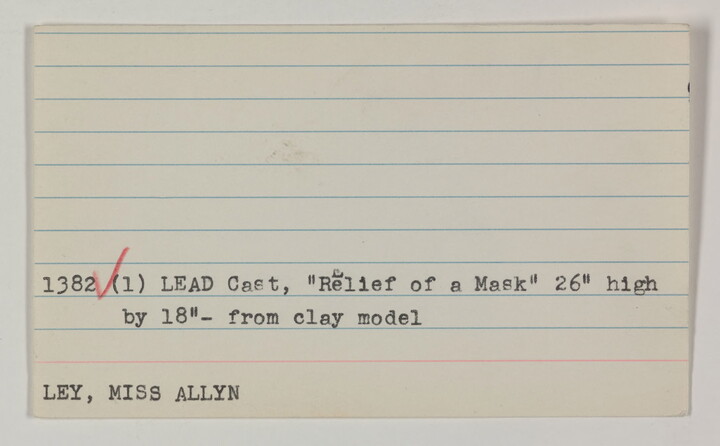 1382 (1) LEAD Cast, "Relief of a Mask" 26" high
by 18"- from clay model
LEY, MISS ALLYN